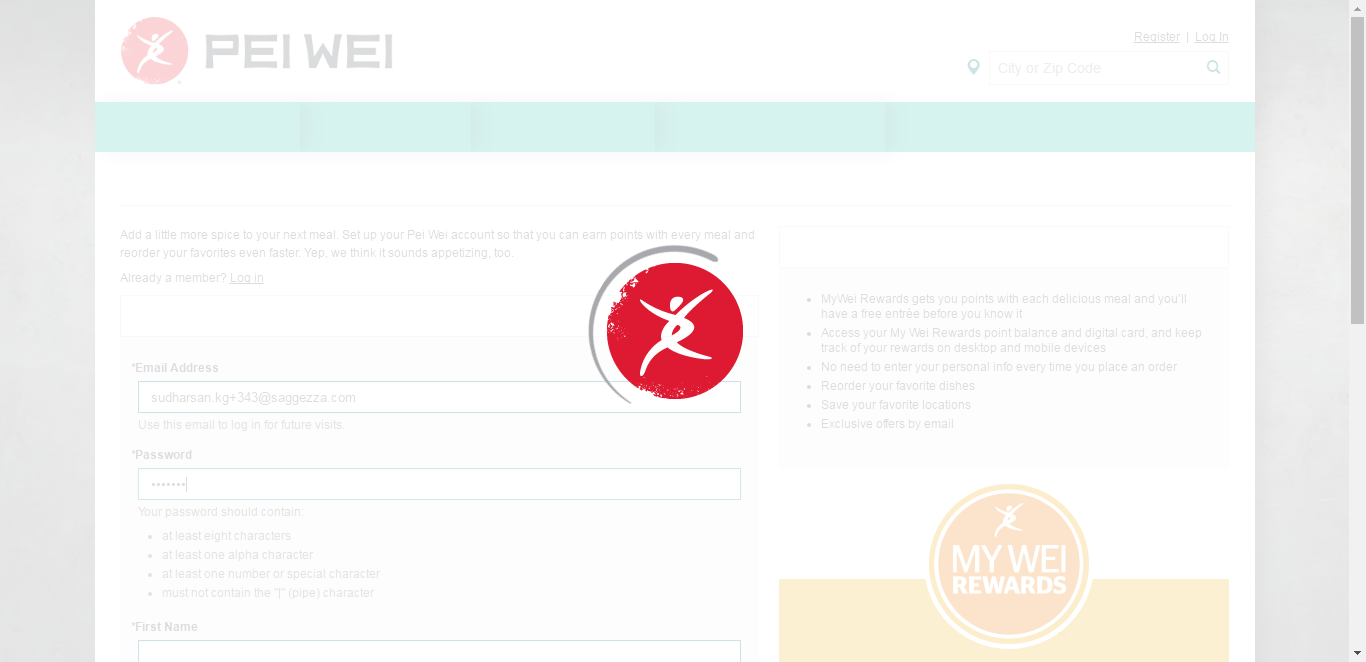 PEI WEI
Register | Log In
City or Zip Code
Add a little more spice to your next meal. Set up your Pei Wei account so that you can earn points with every meal and
reorder your favorites even faster. Yep, we think it sounds appetizing, too.
Already a member? Log in
*Email Address
sudharsan.kg+343@saggezza.com
Use this email to log in for future visits.
*Password
•••••••
Your password should contain:
• at least eight characters
• at least one alpha character
• at least one number or special character
• must not contain the "|" (pipe) character
*First Name
• MyWei Rewards gets you points with each delicious meal and you'll
have a free entrée before you know it
• Access your My Wei Rewards point balance and digital card, and keep
track of your rewards on desktop and mobile devices
• No need to enter your personal info every time you place an order
• Reorder your favorite dishes
• Save your favorite locations
• Exclusive offers by email
MY WEI
REWARDS